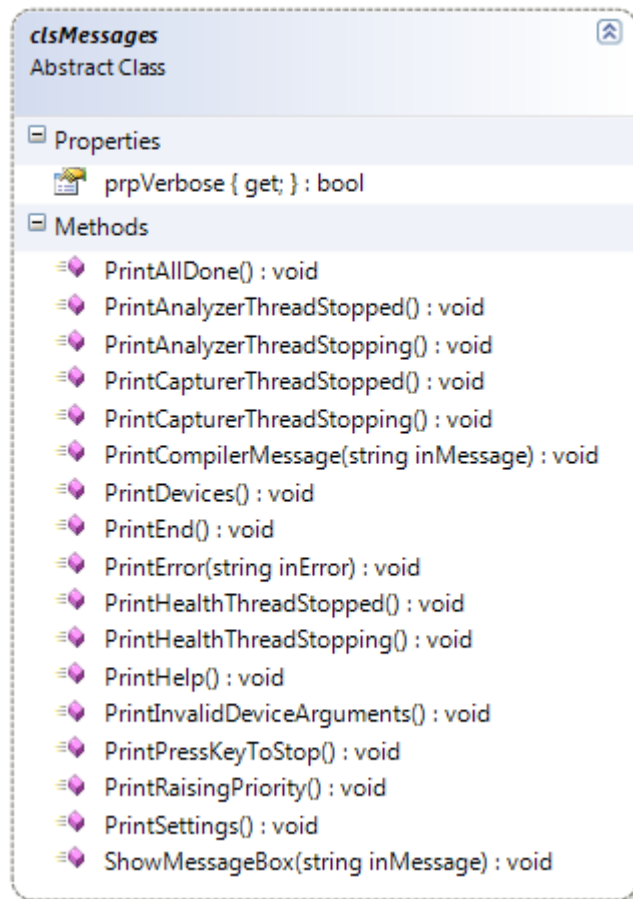 clsMessages
Abstract Class
Properties
prpVerbose { get; } : bool
Methods
PrintAllDone() : void
PrintAnalyzerThreadStopped() : void
PrintAnalyzerThreadStopping() : void
PrintCapturerThreadStopped() : void
PrintCapturerThreadStopping() : void
PrintCompilerMessage(string inMessage) : void
PrintDevices() : void
PrintEnd() : void
PrintError(string inError) : void
PrintHealthThreadStopped() : void
PrintHealthThreadStopping() : void
PrintHelp() : void
PrintInvalidDeviceArguments() : void
PrintPressKeyToStop() : void
PrintRaisingPriority() : void
PrintSettings() : void
ShowMessageBox(string inMessage) : void